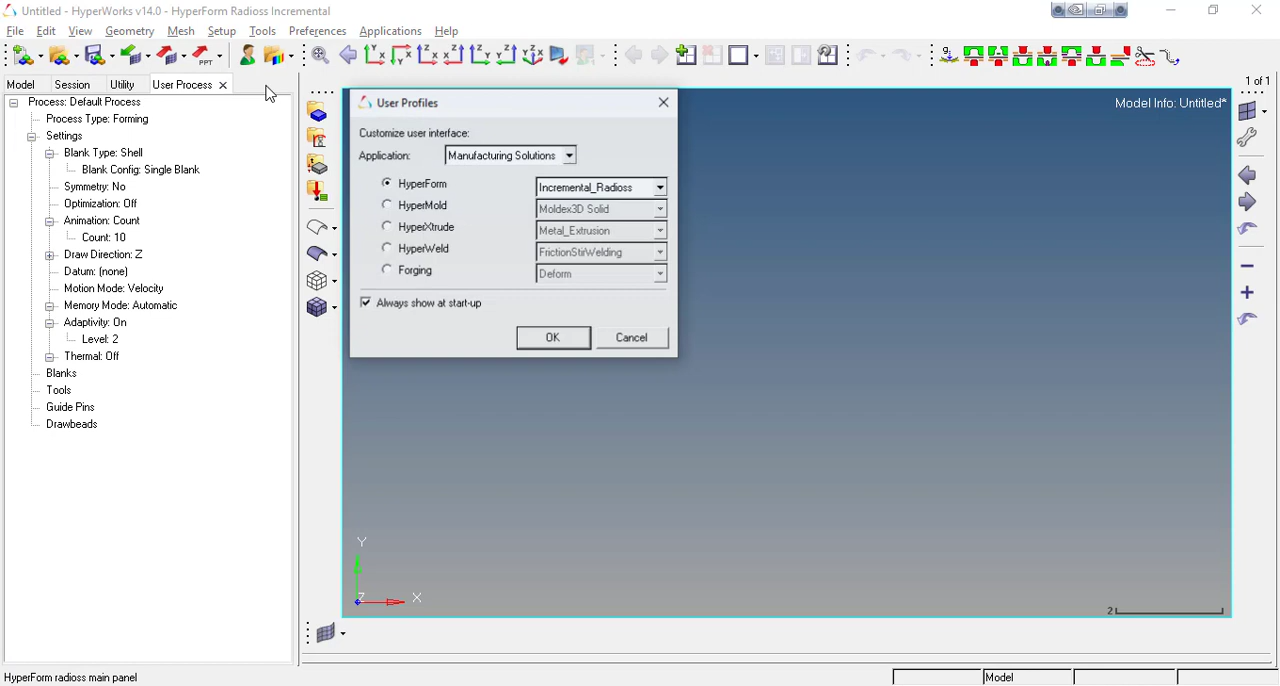 Untitled - HyperWorks v14.0 - HyperForm Radioss Incremental
File Edit View Geometry Mesh Setup Tools Preferences Applications Help
PPT
Model Session Utility User Process
1 of 1
Process: Default Process
Process Type: Forming
Settings
Blank Type: Shell
Blank Config: Single Blank
Symmetry: No
Optimization: Off
Animation: Count
Count: 10
Draw Direction: Z
Datum: (none)
Motion Mode: Velocity
Memory Mode: Automatic
Adaptivity: On
Level: 2
Thermal: Off
Blanks
Tools
Guide Pins
Drawbeads
User Profiles
Customize user interface:
Application: Manufacturing Solutions
HyperForm Incremental_Radioss
HyperMold Moldex3D Solid
HyperXtrude Metal_Extrusion
HyperWeld FrictionStirWelding
Forging Deform
Always show at start-up
OK Cancel
Model Info: Untitled*
Y
Z X
2
HyperForm radioss main panel
Model